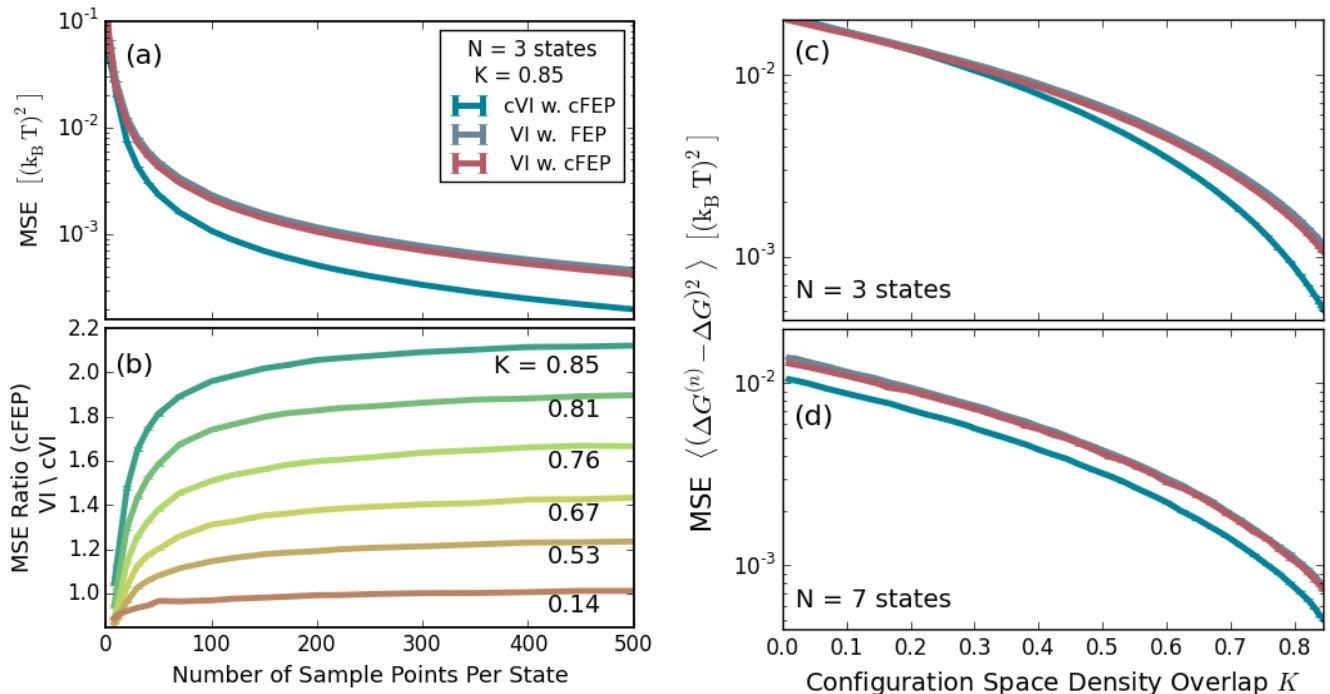 (a)
N = 3 states
K = 0.85
cVI w. cFEP
VI w. FEP
VI w. cFEP
MSE [(k_B T)^2]
10^{-1}
10^{-2}
10^{-3}
(b)
K = 0.85
0.81
0.76
0.67
0.53
0.14
MSE Ratio (cFEP)
VI \ cVI
2.2
2.0
1.8
1.6
1.4
1.2
1.0
0 100 200 300 400 500
Number of Sample Points Per State
(c)
N = 3 states
10^{-2}
10^{-3}
MSE ⟨(ΔG^{(n)} − ΔG)^2⟩ [(k_B T)^2]
(d)
N = 7 states
10^{-2}
10^{-3}
0.0 0.1 0.2 0.3 0.4 0.5 0.6 0.7 0.8
Configuration Space Density Overlap K